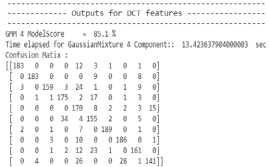 ------------- Outputs for DCT features -------------
GMM 4 ModelScore = 85.1 %
Time elapsed for GaussianMixture 4 Component:: 13.423637904000003 sec
Confusion Matix :
[[183 0 0 0 12 3 1 0 1 0]
[ 0 183 0 0 0 9 0 0 8 0]
[ 3 0 159 3 24 1 0 1 9 0]
[ 0 1 1 175 2 17 0 1 3 0]
[ 0 0 0 0 170 8 2 2 3 15]
[ 0 0 0 34 4 155 2 0 5 0]
[ 2 0 1 0 7 0 189 0 1 0]
[ 0 0 3 0 10 0 0 186 0 1]
[ 0 0 1 2 12 23 1 0 161 0]
[ 0 4 0 0 26 0 0 28 1 141]]